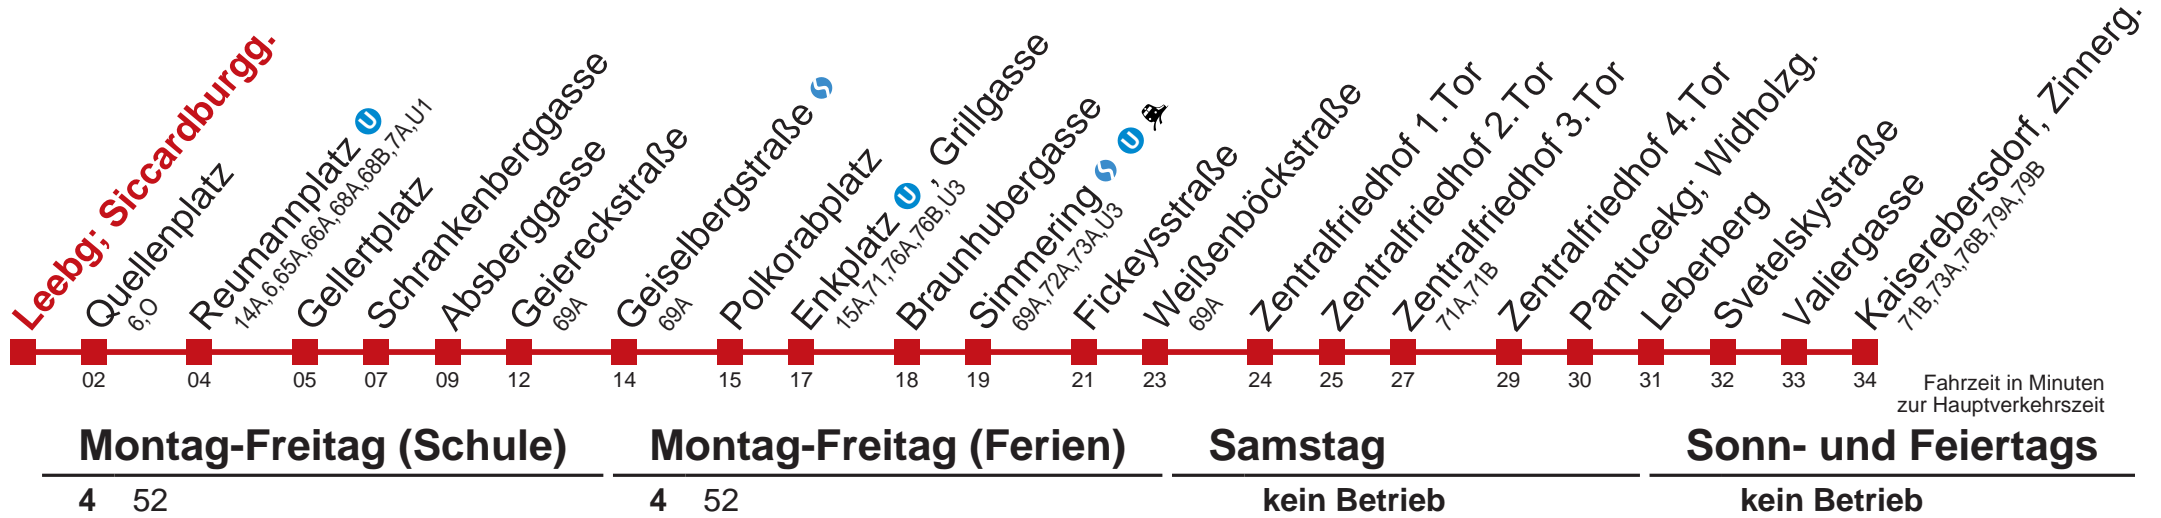 Leebg; Siccardburgg.
Quellenplatz
6,O
Reumannplatz U
14A,6,65A,66A,68A,68B,7A,U1
Gellertplatz
Schrankenberggasse
Absberggasse
Geiereckstraße
69A
Geiselbergstraße
69A
Polkorabplatz
Enkplatz U , Grillgasse
15A,71,76A,76B,U3
Braunhubergasse
Simmering U
69A,72A,73A,U3
Fickeysstraße
Weißenböckstraße
69A
Zentralfriedhof 1.Tor
Zentralfriedhof 2.Tor
Zentralfriedhof 3.Tor
71A,71B
Zentralfriedhof 4.Tor
Pantucekg; Widholzg.
Leberberg
Svetelskystraße
Valiergasse
Kaiserebersdorf, Zinnerg.
71B,73A,76B,79A,79B
02 04 05 07 09 12 14 15 17 18 19 21 23 24 25 27 29 30 31 32 33 34
Fahrzeit in Minuten
zur Hauptverkehrszeit
Montag-Freitag (Schule) Montag-Freitag (Ferien) Samstag Sonn- und Feiertags
4 52 4 52 kein Betrieb kein Betrieb